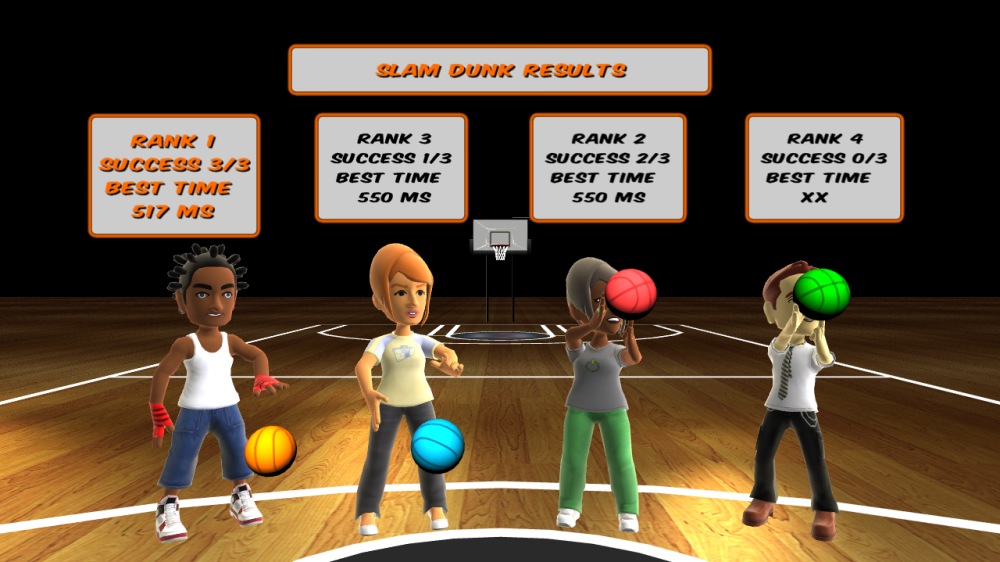 SLAM DUNK RESULTS
RANK 1
SUCCESS 3/3
BEST TIME
517 MS
RANK 3
SUCCESS 1/3
BEST TIME
550 MS
RANK 2
SUCCESS 2/3
BEST TIME
550 MS
RANK 4
SUCCESS 0/3
BEST TIME
XX